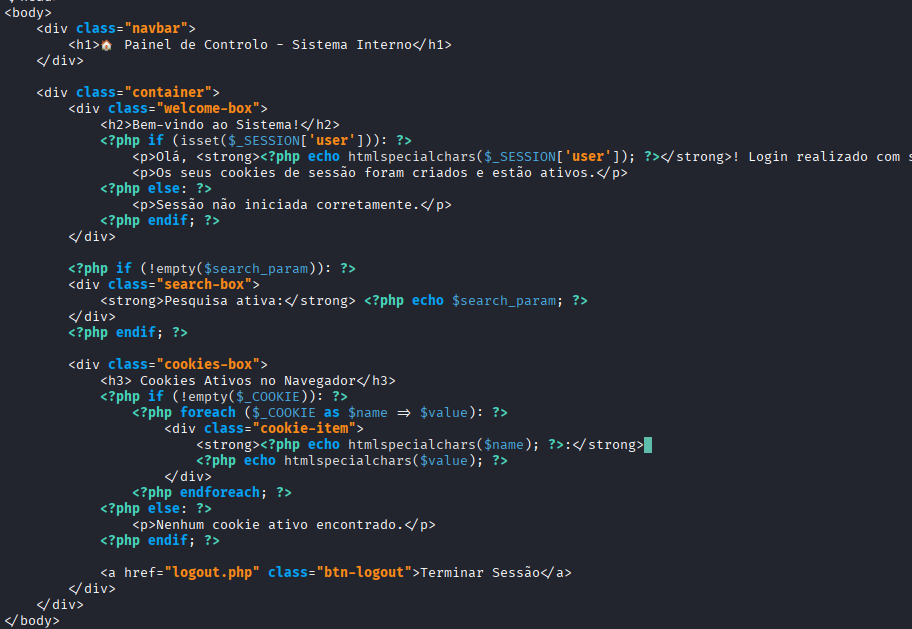 <body>
    <div class="navbar">
        <h1>🏠 Painel de Controlo - Sistema Interno</h1>
    </div>

    <div class="container">
        <div class="welcome-box">
            <h2>Bem-vindo ao Sistema!</h2>
            <?php if (isset($_SESSION['user'])): ?>
                <p>Olá, <strong><?php echo htmlspecialchars($_SESSION['user']); ?></strong>! Login realizado com s
                <p>Os seus cookies de sessão foram criados e estão ativos.</p>
            <?php else: ?>
                <p>Sessão não iniciada corretamente.</p>
            <?php endif; ?>
        </div>

        <?php if (!empty($search_param)): ?>
        <div class="search-box">
            <strong>Pesquisa ativa:</strong> <?php echo $search_param; ?>
        </div>
        <?php endif; ?>

        <div class="cookies-box">
            <h3> Cookies Ativos no Navegador</h3>
            <?php if (!empty($_COOKIE)): ?>
                <?php foreach ($_COOKIE as $name => $value): ?>
                    <div class="cookie-item">
                        <strong><?php echo htmlspecialchars($name); ?>:</strong>
                        <?php echo htmlspecialchars($value); ?>
                    </div>
                <?php endforeach; ?>
            <?php else: ?>
                <p>Nenhum cookie ativo encontrado.</p>
            <?php endif; ?>

            <a href="logout.php" class="btn-logout">Terminar Sessão</a>
        </div>
    </div>
</body>